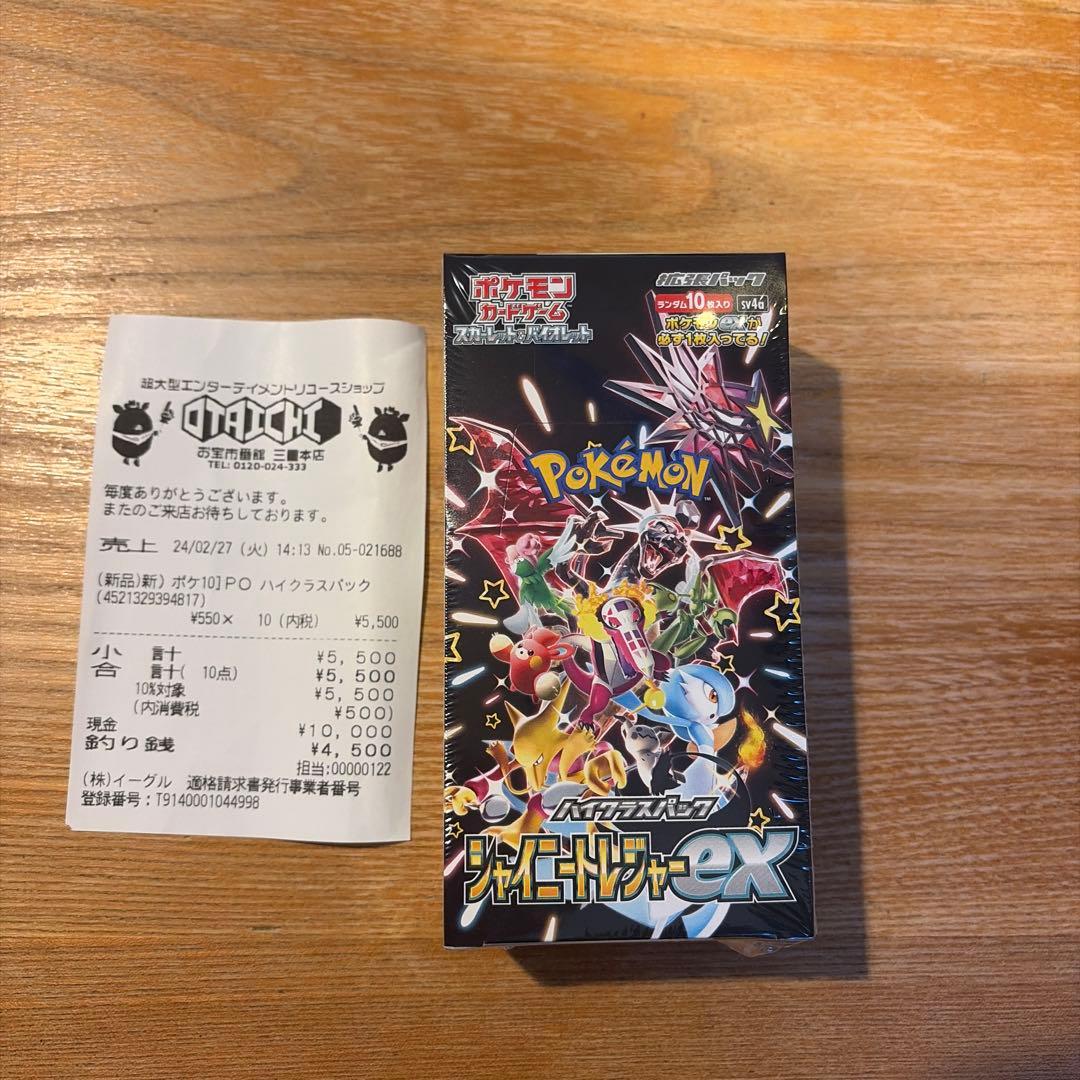 超大型エンターテイメントリユースショップ
OTAICHI
お宝市番館 三園本店
TEL: 0120-024-333
毎度ありがとうございます。
またのご来店お待ちしております。
売上 24/02/27 (火) 14:13 No.05-021688
(新品)新) ポケ10]PO ハイクラスパック
(4521329394817)
¥550× 10 (内税) ¥5,500
小 計 ¥5,500
合 計( 10点) ¥5,500
10%対象 ¥5,500
(内消費税 ¥500)
現金 ¥10,000
釣り銭 ¥4,500
担当:00000122
(株)イーグル 適格請求書発行事業者番号
登録番号:T9140001044998
ポケモン
カードゲーム
スカーレット&バイオレット
拡張パック
ランダム10枚入り sv4a
ポケモンexが
必ず1枚入ってる!
POKéMON
TM
ハイクラスパック
シャイニートレジャーex